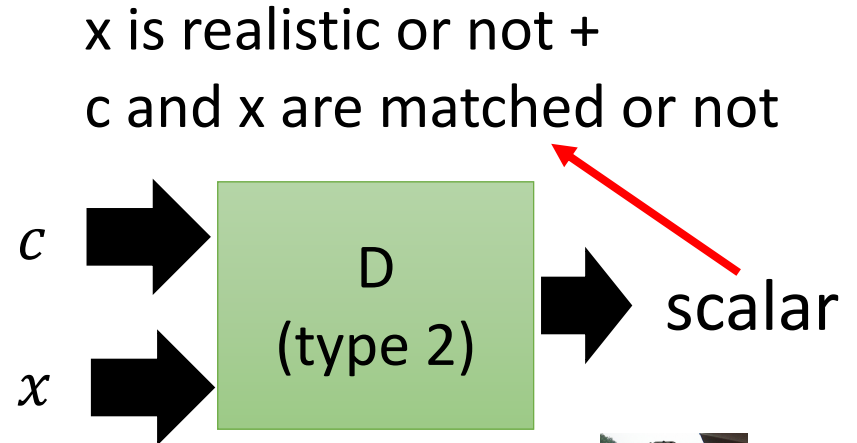 x is realistic or not +
c and x are matched or not
c
D
(type 2)
scalar
x